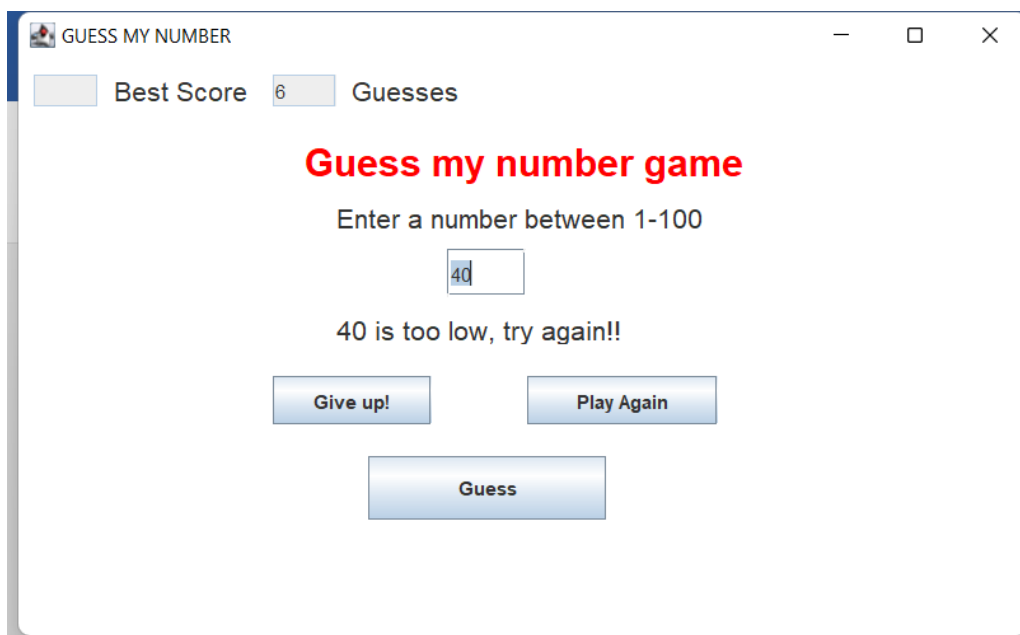 GUESS MY NUMBER
Best Score 6 Guesses
Guess my number game
Enter a number between 1-100
40
40 is too low, try again!!
Give up! Play Again
Guess